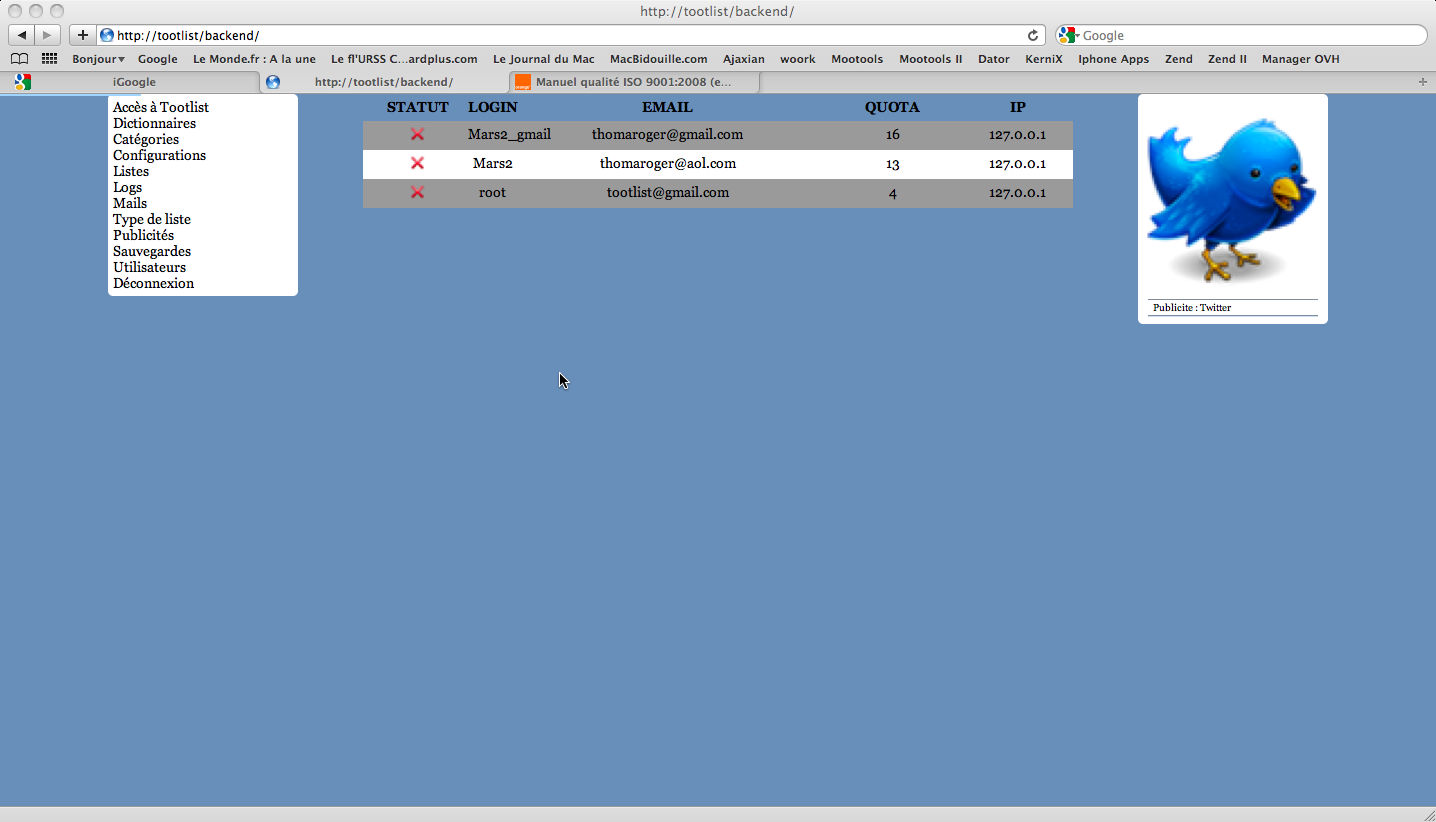 http://tootlist/backend/
http://tootlist/backend/
Google
Bonjour Google Le Monde.fr : A la une Le fl'URSS C...ardplus.com Le Journal du Mac MacBidouille.com Ajaxian woork Mootools Mootools II Dator KerniX Iphone Apps Zend Zend II Manager OVH
iGoogle http://tootlist/backend/ Manuel qualité ISO 9001:2008 (e...
Accès à Tootlist
Dictionnaires
Catégories
Configurations
Listes
Logs
Mails
Type de liste
Publicités
Sauvegardes
Utilisateurs
Déconnexion
STATUT LOGIN EMAIL QUOTA IP
Mars2_gmail thomaroger@gmail.com 16 127.0.0.1
Mars2 thomaroger@aol.com 13 127.0.0.1
root tootlist@gmail.com 4 127.0.0.1
Publicite : Twitter